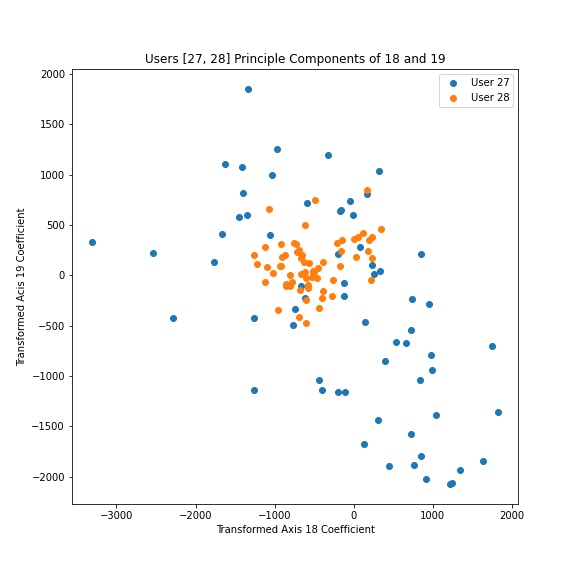 Users [27, 28] Principle Components of 18 and 19
User 27
User 28
Transformed Acis 19 Coefficient
2000
1500
1000
500
0
−500
−1000
−1500
−2000
−3000 −2000 −1000 0 1000 2000
Transformed Axis 18 Coefficient